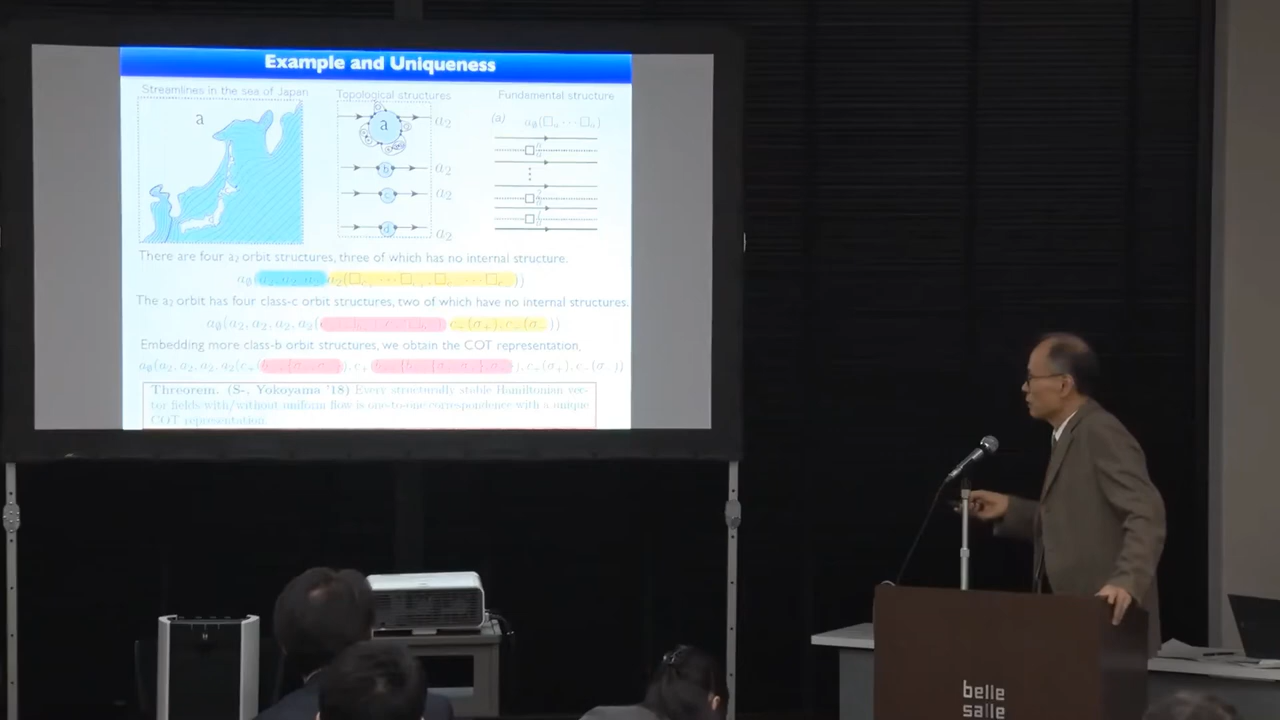 Example and Uniqueness
Streamlines in the sea of Japan
Topological structures
Fundamental structure
a
a
a₂
b
a₂
c
a₂
d
a₂
(a)
There are four a₂ orbit structures, three of which has no internal structure.
The a₂ orbit has four class-c orbit structures, two of which have no internal structures.
Embedding more class-b orbit structures, we obtain the COT representation,
Threorem. (S-, Yokoyama '18) Every structurally stable Hamiltonian vec-
tor fields with/without uniform flow is one-to-one correspondence with a unique
COT representation
belle
salle